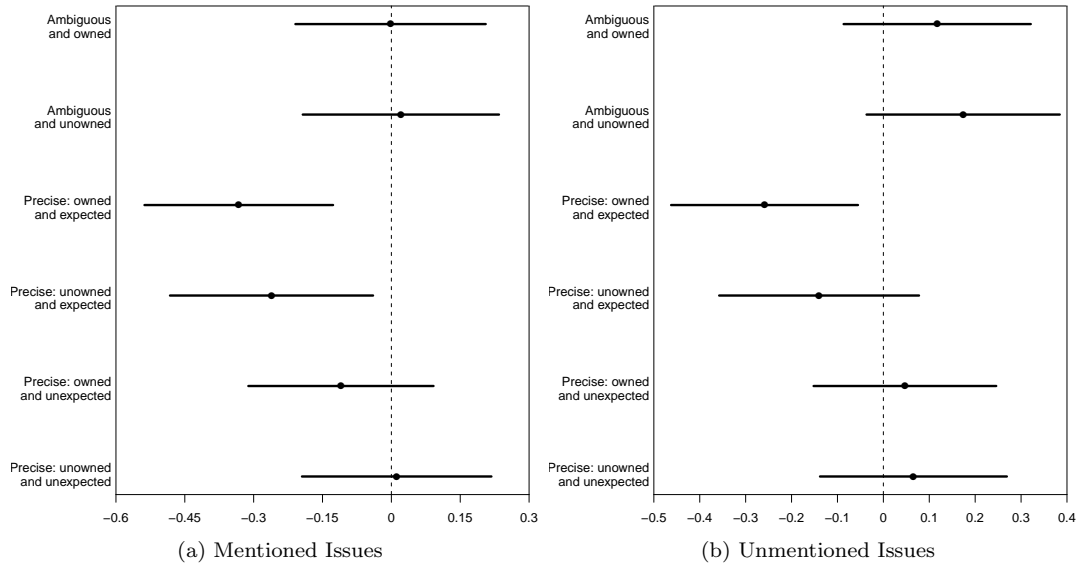 Ambiguous
and owned
Ambiguous
and unowned
Precise: owned
and expected
Precise: unowned
and expected
Precise: owned
and unexpected
Precise: unowned
and unexpected
−0.6 −0.45 −0.3 −0.15 0 0.15 0.3
(a) Mentioned Issues
Ambiguous
and owned
Ambiguous
and unowned
Precise: owned
and expected
Precise: unowned
and expected
Precise: owned
and unexpected
Precise: unowned
and unexpected
−0.5 −0.4 −0.3 −0.2 −0.1 0 0.1 0.2 0.3 0.4
(b) Unmentioned Issues